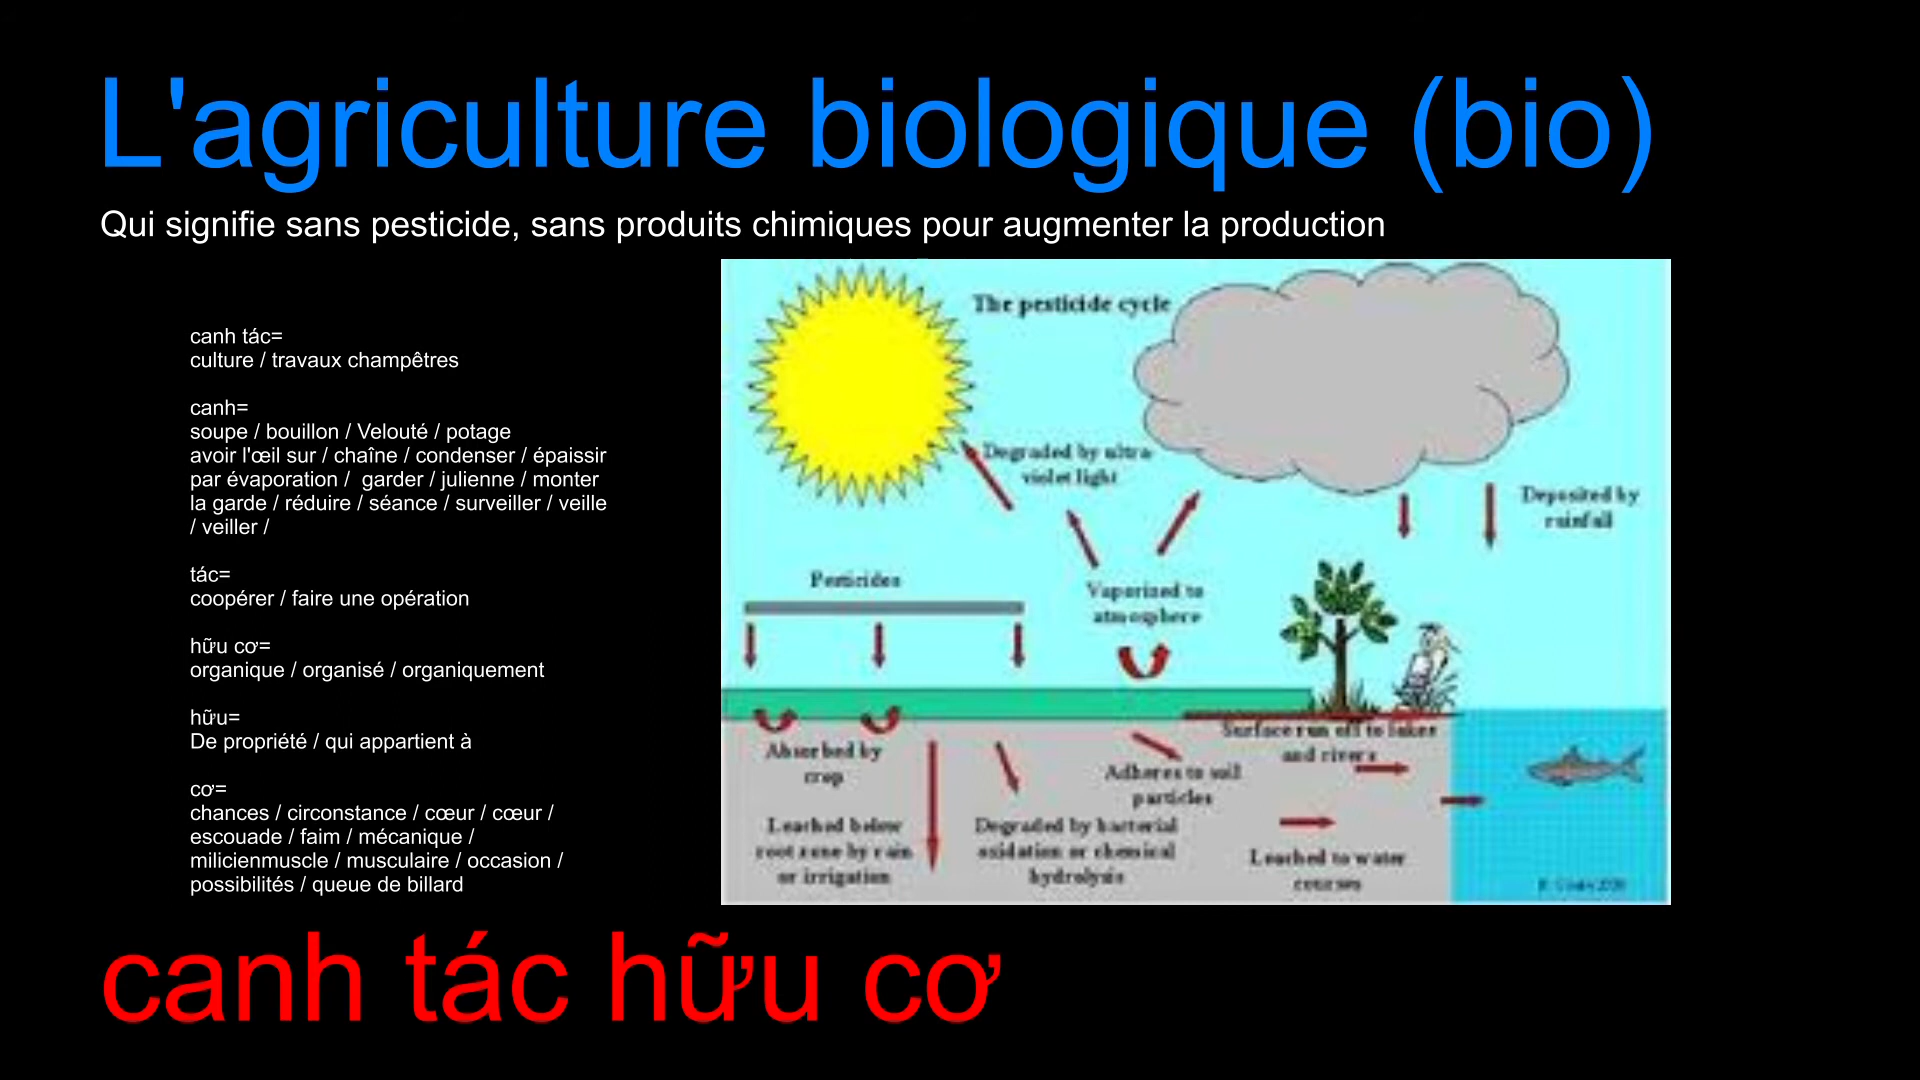 L'agriculture biologique (bio)
Qui signifie sans pesticide, sans produits chimiques pour augmenter la production
canh tác=
culture / travaux champêtres
canh=
soupe / bouillon / Velouté / potage
avoir l'œil sur / chaîne / condenser / épaissir
par évaporation /  garder / julienne / monter
la garde / réduire / séance / surveiller / veille
/ veiller /
tác=
coopérer / faire une opération
hữu cơ=
organique / organisé / organiquement
hữu=
De propriété / qui appartient à
cơ=
chances / circonstance / cœur / cœur /
escouade / faim / mécanique /
milicienmuscle / musculaire / occasion /
possibilités / queue de billard
The pesticide cycle
Degraded by ultra
violet light
Deposited by
rainfall
Pesticides
Vaporized to
atmosphere
Surface run off to lakes
and rivers
Absorbed by
crop
Adheres to soil
particles
Leached below
root zone by rain
or irrigation
Degraded by bacterial
oxidation or chemical
hydrolysis
Leached to water
courses
canh tác hữu cơ